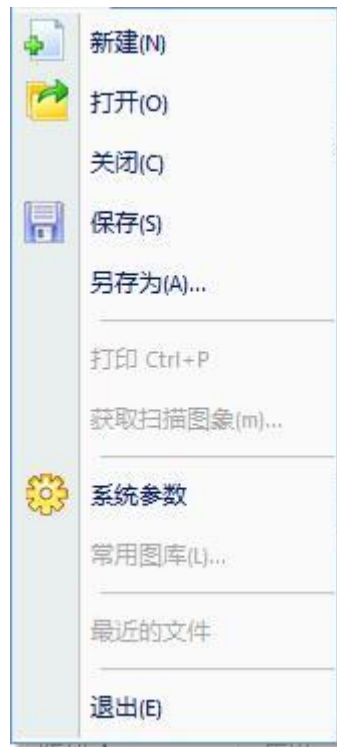 新建(N)
打开(O)
关闭(C)
保存(S)
另存为(A)...
打印 Ctrl+P
获取扫描图象(m)...
系统参数
常用图库(L)...
最近的文件
退出(E)